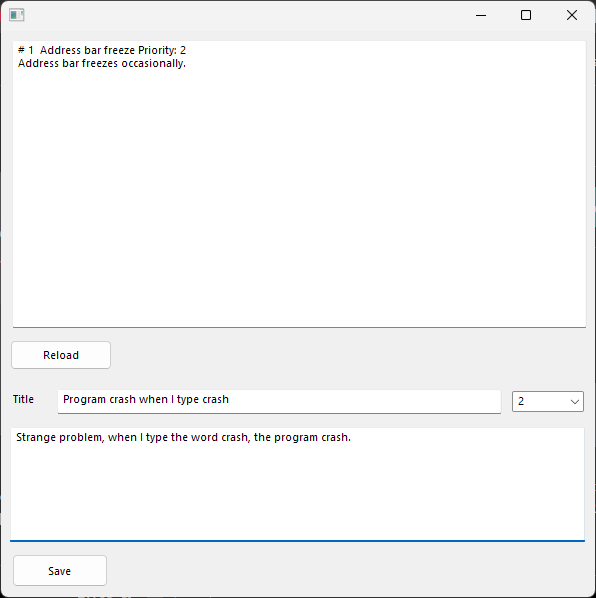 # 1  Address bar freeze Priority: 2
Address bar freezes occasionally.
Reload
Title Program crash when I type crash 2
Strange problem, when I type the word crash, the program crash.
Save